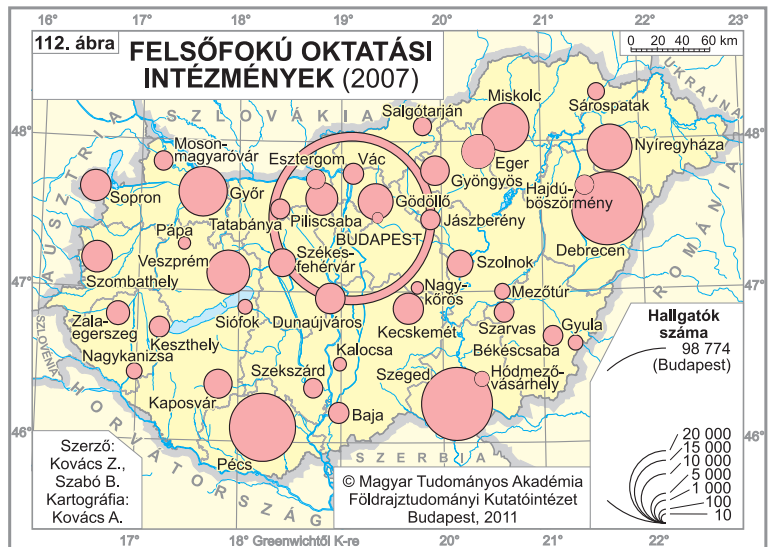 16°
17°
18°
19°
20°
21°
22°
23°
112. ábra
FELSŐFOKÚ OKTATÁSI
INTÉZMÉNYEK (2007)
0 20 40 60 km
UKRAJNA
SZLOVÁKIA
AUSZTRIA
ROMÁNIA
SZLOVÉNIA
HORVÁTORSZÁG
SZERBIA
48°
48°
47°
47°
46°
46°
Salgótarján
Miskolc
Sárospatak
Moson-
magyaróvár
Esztergom
Vác
Eger
Nyíregyháza
Sopron
Győr
Gyöngyös
Hajdú-
böszörmény
Tatabánya
Piliscsaba
Gödöllő
Jászberény
BUDAPEST
Pápa
Veszprém
Székes-
fehérvár
Debrecen
Szombathely
Szolnok
Nagy-
kőrös
Mezőtúr
Zala-
egerszeg
Siófok
Dunaújváros
Kecskemét
Szarvas
Gyula
Keszthely
Békéscsaba
Nagykanizsa
Kalocsa
Szekszárd
Szeged
Hódmező-
vásárhely
Kaposvár
Baja
Pécs
Hallgatók
száma
98 774
(Budapest)
20 000
15 000
10 000
5 000
1 000
100
10
Szerző:
Kovács Z.,
Szabó B.
Kartográfia:
Kovács A.
© Magyar Tudományos Akadémia
Földrajztudományi Kutatóintézet
Budapest, 2011
17°
18° Greenwichtől K-re
19°
20°
21°
22°